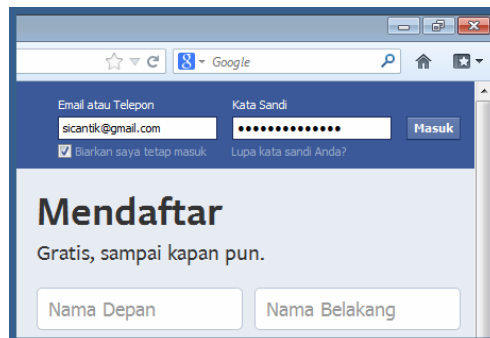 Google
Email atau Telepon
Kata Sandi
sicantik@gmail.com
••••••••••••••
Masuk
Biarkan saya tetap masuk
Lupa kata sandi Anda?
Mendaftar
Gratis, sampai kapan pun.
Nama Depan
Nama Belakang